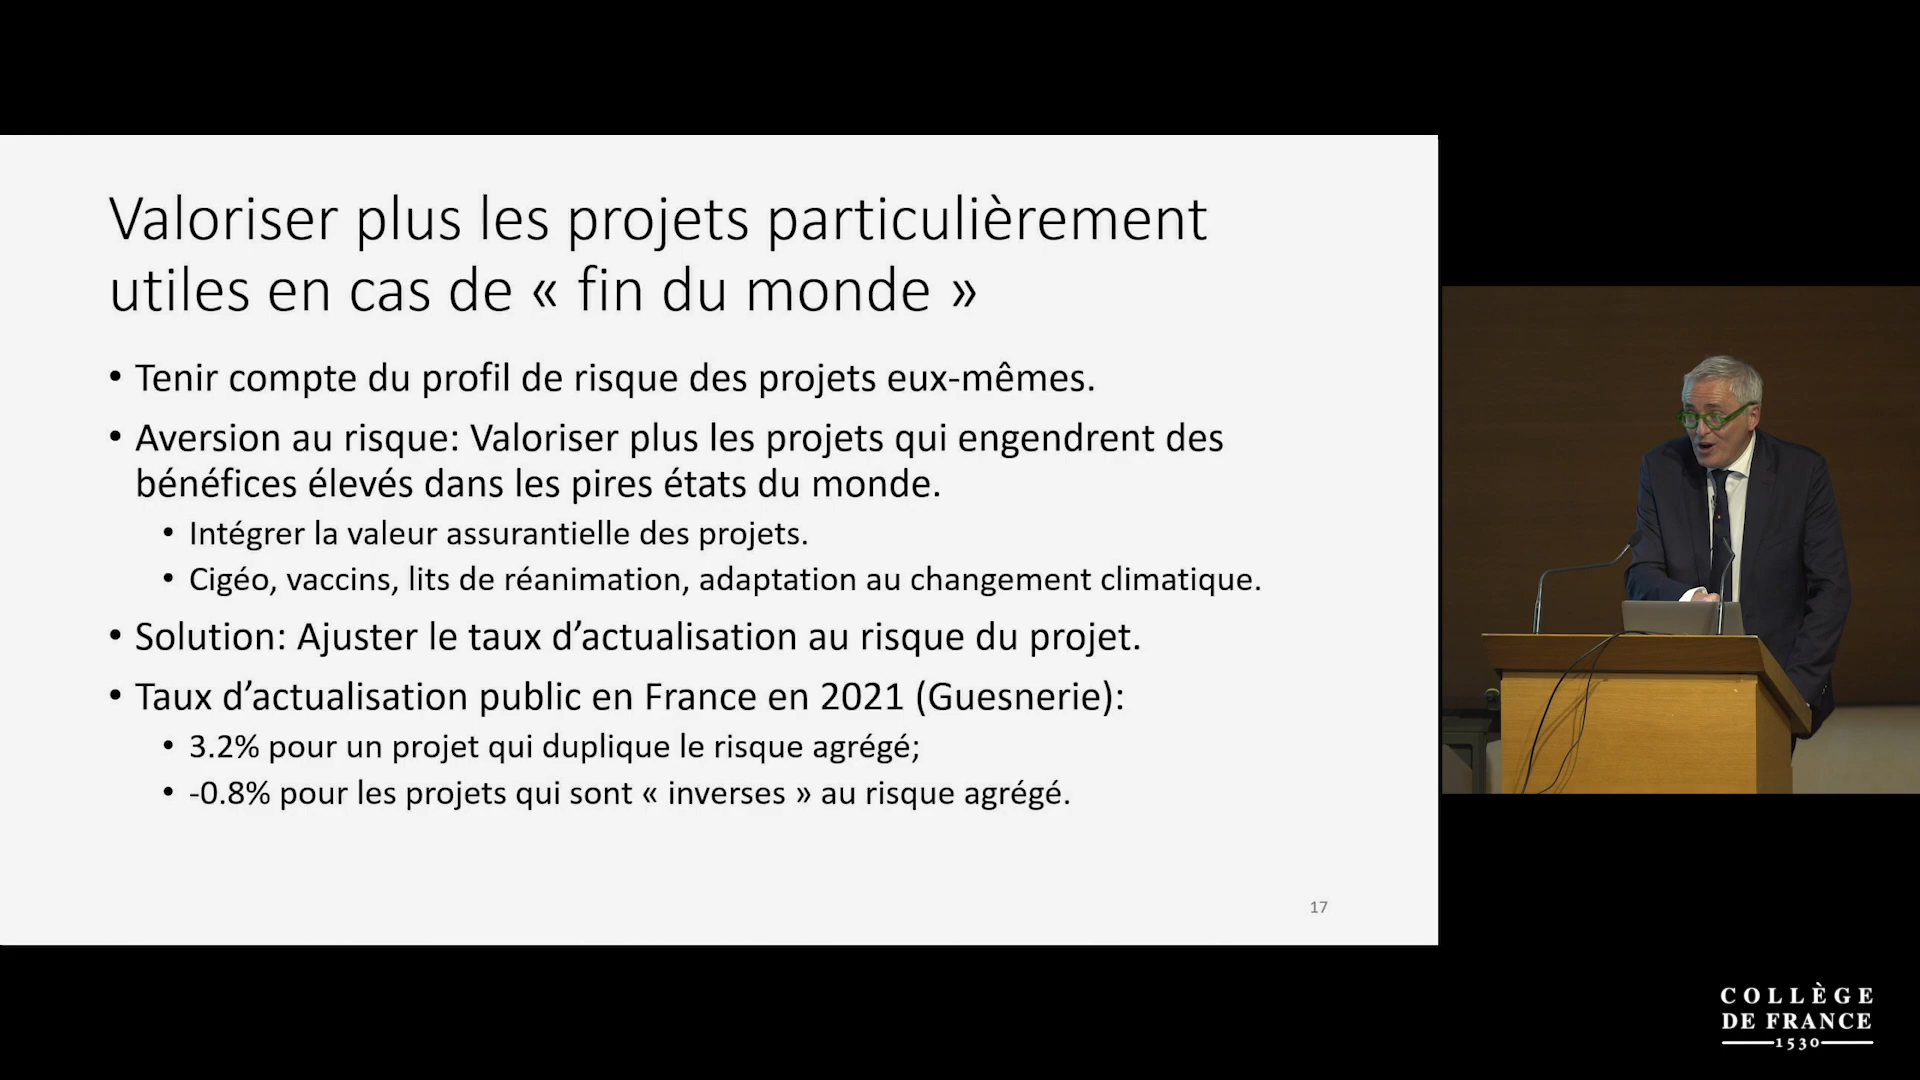 Valoriser plus les projets particulièrement
utiles en cas de « fin du monde »
• Tenir compte du profil de risque des projets eux-mêmes.
• Aversion au risque: Valoriser plus les projets qui engendrent des
bénéfices élevés dans les pires états du monde.
• Intégrer la valeur assurantielle des projets.
• Cigéo, vaccins, lits de réanimation, adaptation au changement climatique.
• Solution: Ajuster le taux d’actualisation au risque du projet.
• Taux d’actualisation public en France en 2021 (Guesnerie):
• 3.2% pour un projet qui duplique le risque agrégé;
• -0.8% pour les projets qui sont « inverses » au risque agrégé.
17
COLLÈGE
DE FRANCE
1530